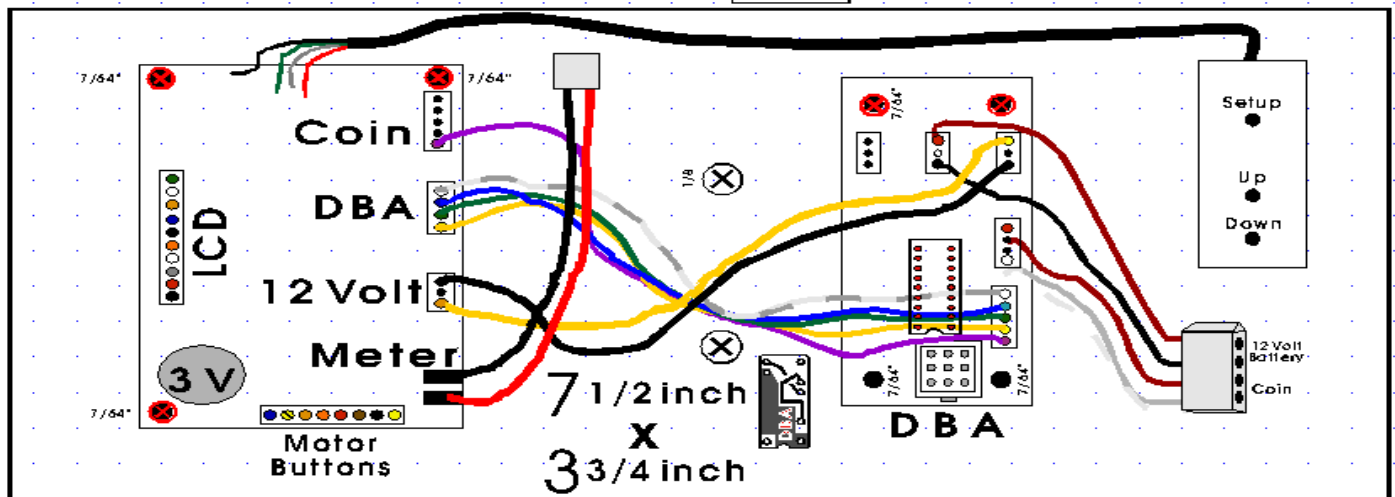 7/64"
7/64"
Coin
DBA
LCD
12 Volt
Meter
3 V
7/64"
Motor
Buttons
1/8
7 1/2 inch
X
3 3/4 inch
DBA
7/64"
7/64"
7/64"
DBA
Setup
Up
Down
12 Volt
Battery
Coin